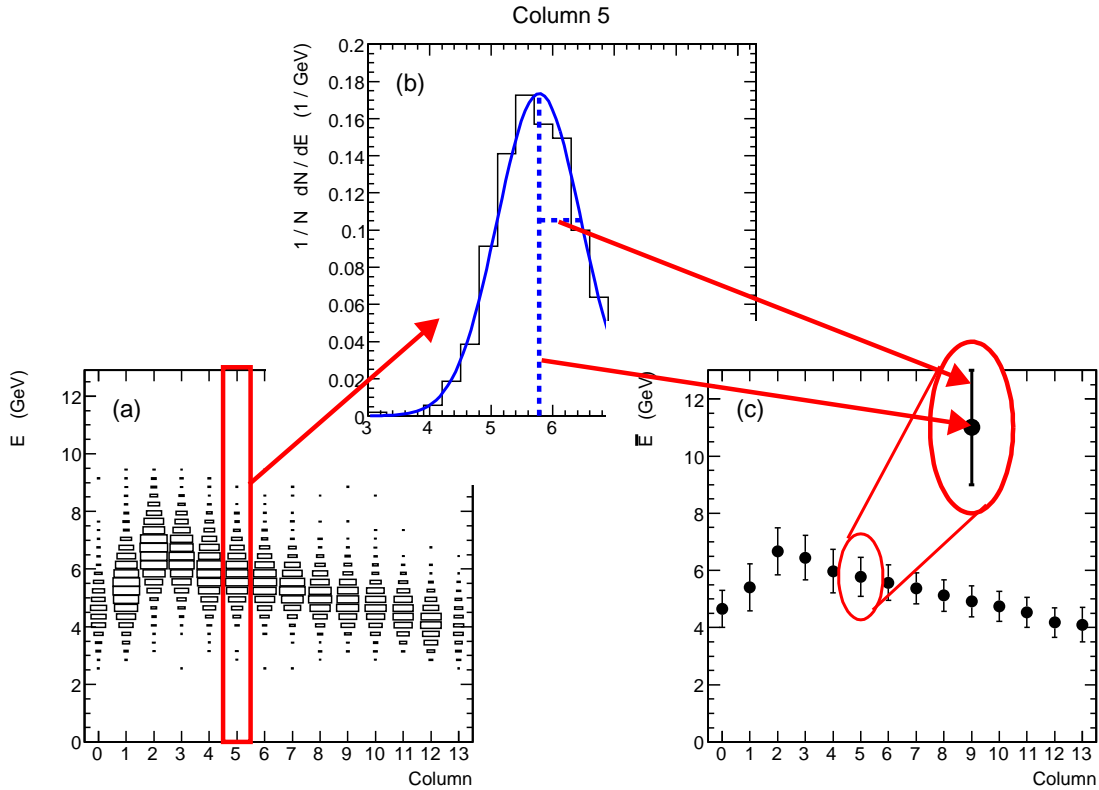 Column 5
(b)
1 / N dN / dE (1 / GeV)
0.2
0.18
0.16
0.14
0.12
0.1
0.08
0.06
0.04
0.02
0
3 4 5 6
(a)
E (GeV)
12
10
8
6
4
2
0
0 1 2 3 4 5 6 7 8 9 10 11 12 13
Column
(c)
E̅ (GeV)
12
10
8
6
4
2
0
0 1 2 3 4 5 6 7 8 9 10 11 12 13
Column